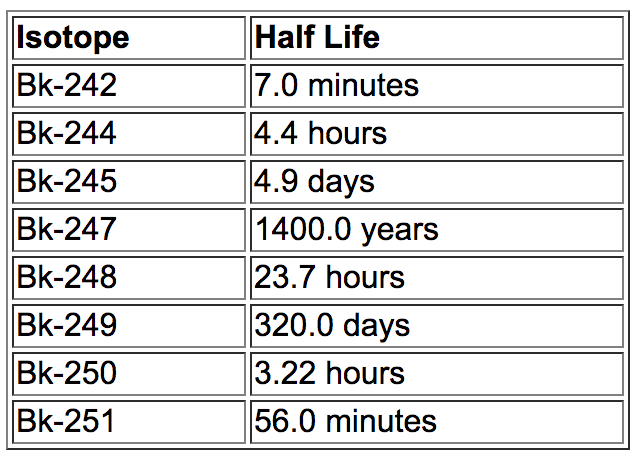 Isotope Half Life
Bk-242 7.0 minutes
Bk-244 4.4 hours
Bk-245 4.9 days
Bk-247 1400.0 years
Bk-248 23.7 hours
Bk-249 320.0 days
Bk-250 3.22 hours
Bk-251 56.0 minutes